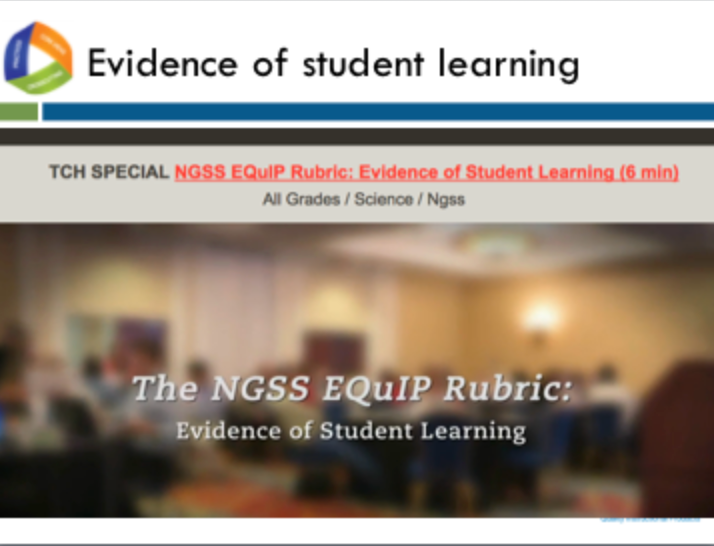 Evidence of student learning
TCH SPECIAL NGSS EQuIP Rubric: Evidence of Student Learning (6 min)
All Grades / Science / Ngss
The NGSS EQuIP Rubric:
Evidence of Student Learning